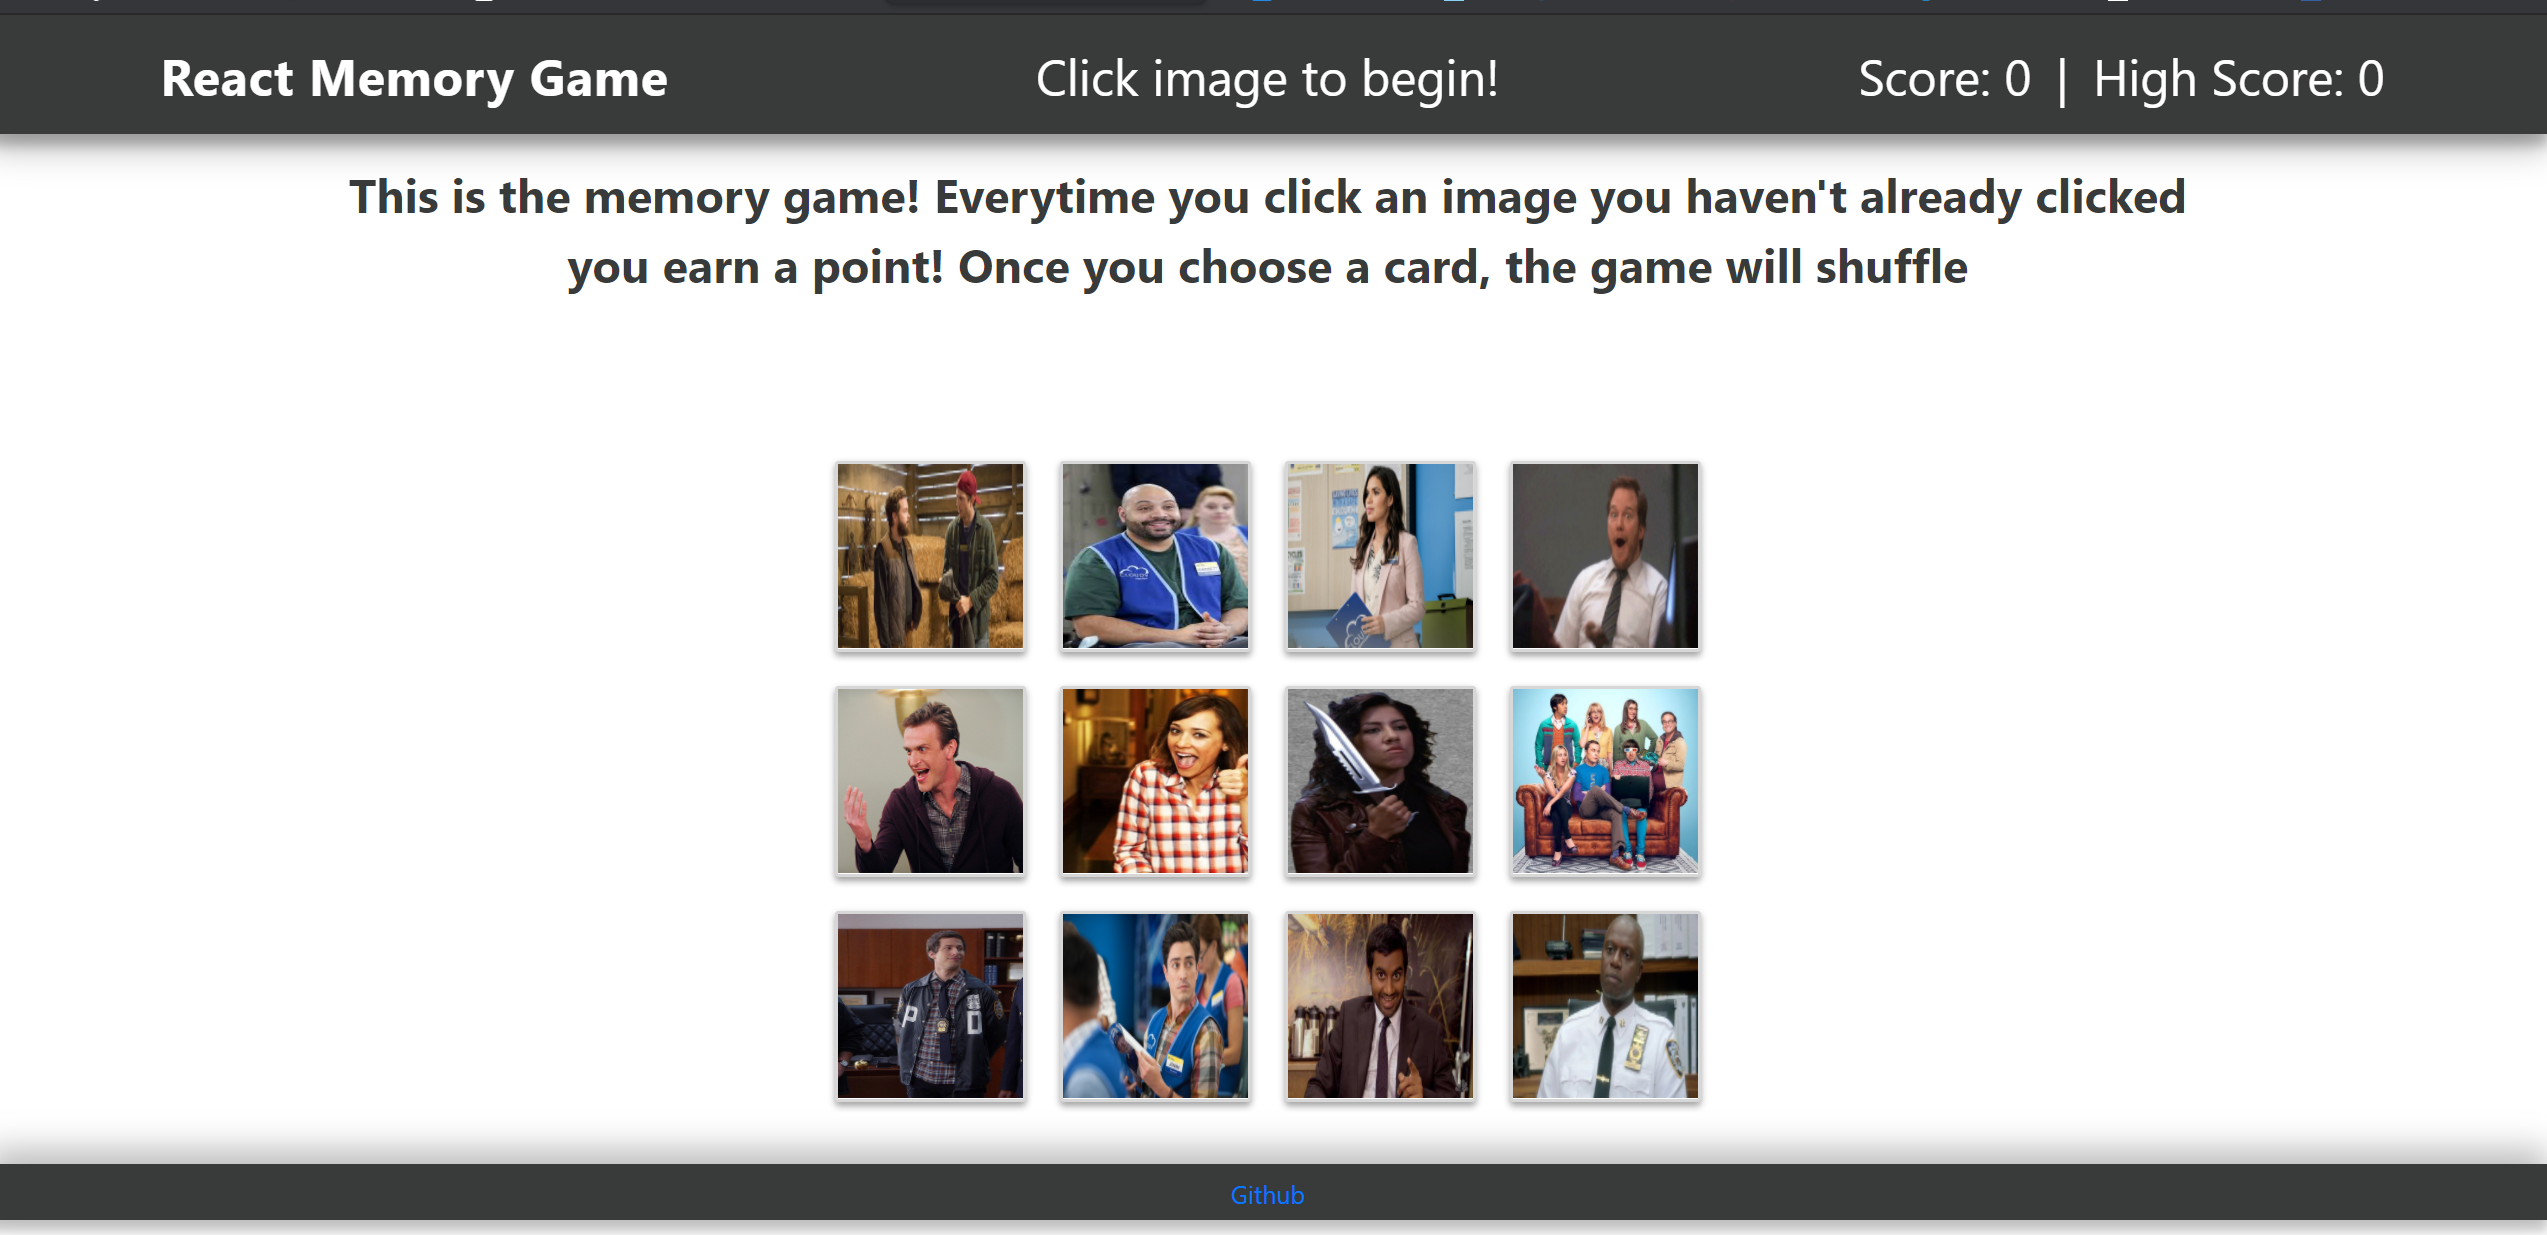 React Memory Game
Click image to begin!
Score: 0 | High Score: 0
This is the memory game! Everytime you click an image you haven't already clicked
you earn a point! Once you choose a card, the game will shuffle
P D
Github